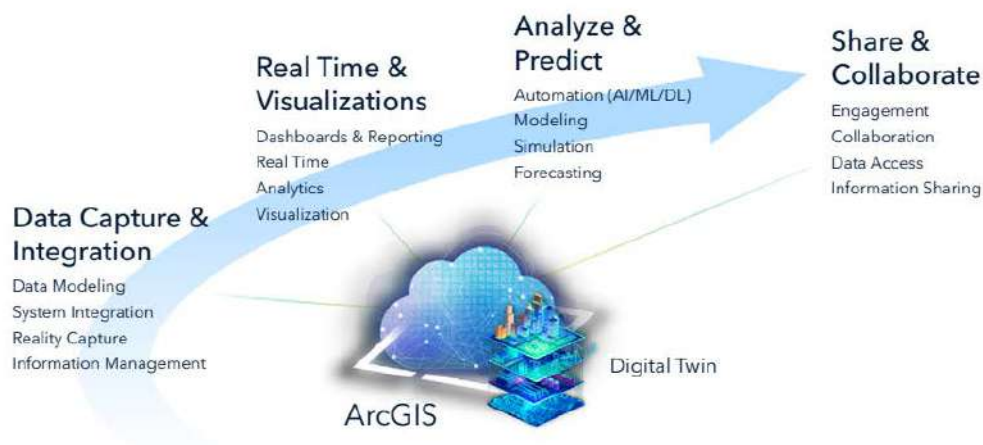 Data Capture &
Integration
Data Modeling
System Integration
Reality Capture
Information Management
Real Time &
Visualizations
Dashboards & Reporting
Real Time
Analytics
Visualization
Analyze &
Predict
Automation (AI/ML/DL)
Modeling
Simulation
Forecasting
Share &
Collaborate
Engagement
Collaboration
Data Access
Information Sharing
ArcGIS
Digital Twin